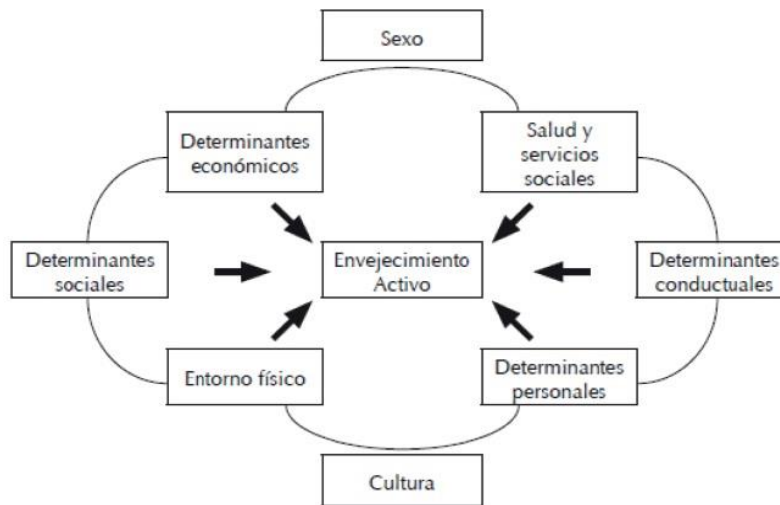 Sexo
Determinantes
económicos
Salud y
servicios
sociales
Determinantes
sociales
Envejecimiento
Activo
Determinantes
conductuales
Entorno físico
Determinantes
personales
Cultura